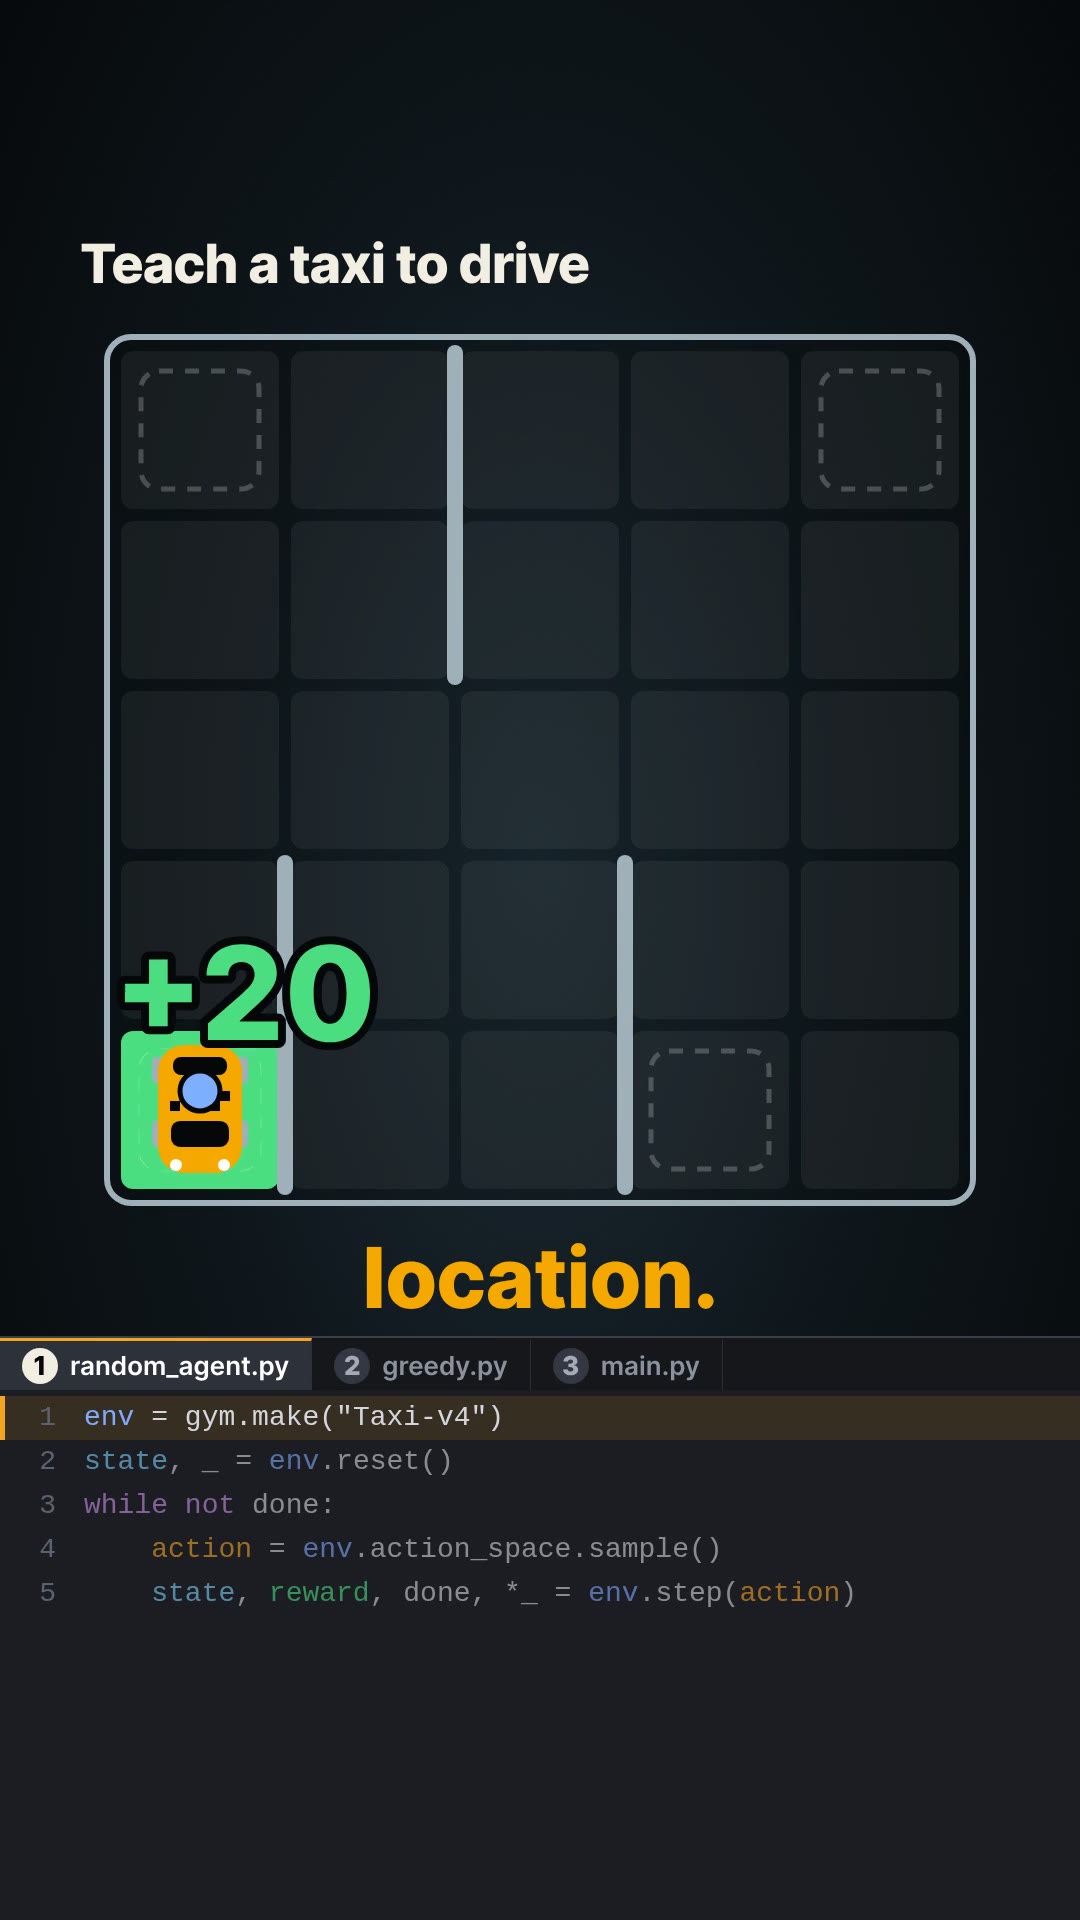 Teach a taxi to drive
+20
location.
1 random_agent.py 2 greedy.py 3 main.py
1 env = gym.make("Taxi-v4")
2 state, _ = env.reset()
3 while not done:
4     action = env.action_space.sample()
5     state, reward, done, *_ = env.step(action)